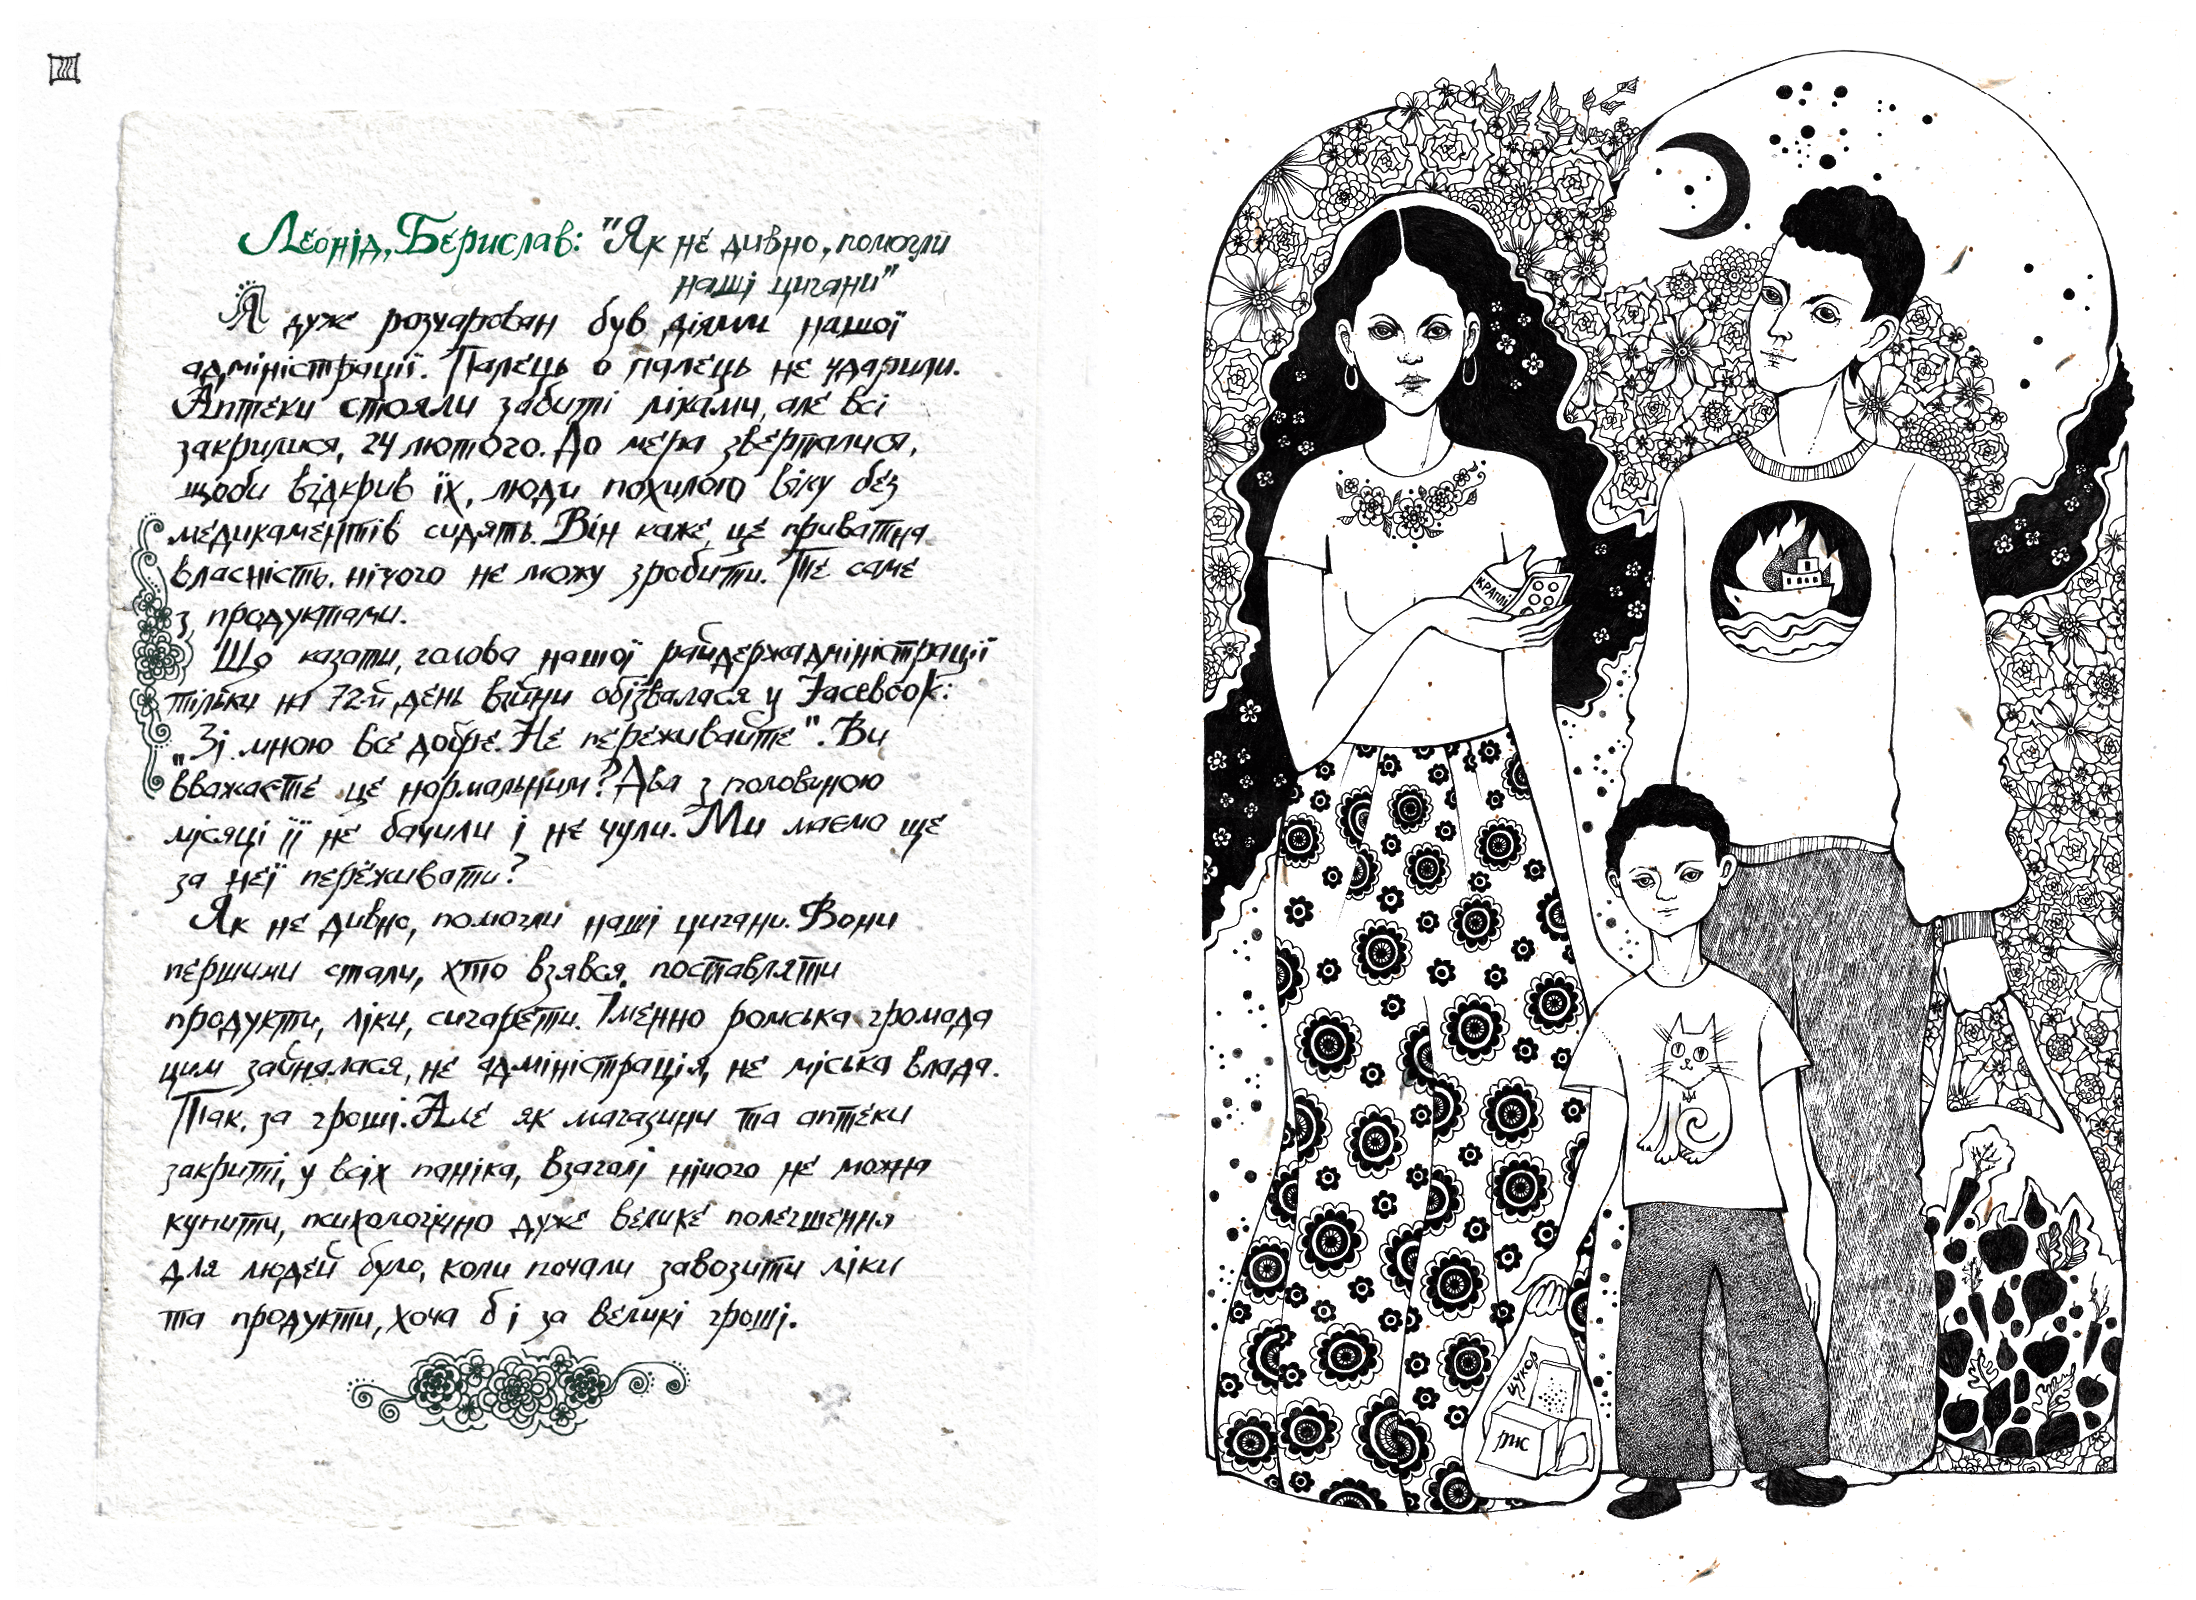 III
Леонід, Берислав: "Як не дивно, помогли
наші цигани"
Я дуже розчарован був діями нашої
адміністрації. Палець о палець не ударили.
Аптеки стояли забиті ліками, але всі
закрилися, 24 лютого. До мера зверталися,
щоби відкрив їх, люди похилого віку без
медикаментів сидять. Він каже, це приватна
власність, нічого не можу зробити. Те саме
з продуктами.
Що казати, голова нашої райдержадміністрації
тільки на 72-й день війни обізвалася у Facebook:
"Зі мною все добре. Не переживайте". Ви
вважаєте це нормальним? Два з половиною
місяці її не бачили і не чули. Ми маємо ще
за неї переживати?
Як не дивно, помогли наші цигани. Вони
першими стали, хто взявся поставляти
продукти, ліки, сигарети. Іменно ромська громада
цим зайнялася, не адміністрація, не міська влада.
Так, за гроші. Але як магазини та аптеки
закриті, у всіх паніка, взагалі нічого не можна
купити, психологічно дуже велике полегшення
для людей було, коли почали завозити ліки
та продукти, хоча б і за великі гроші.
КРАПЛІ
ЦУКОР
рис